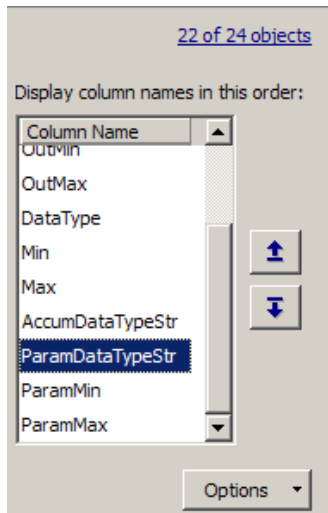 22 of 24 objects
Display column names in this order:
Column Name
OutMin
OutMax
DataType
Min
Max
AccumDataTypeStr
ParamDataTypeStr
ParamMin
ParamMax
Options